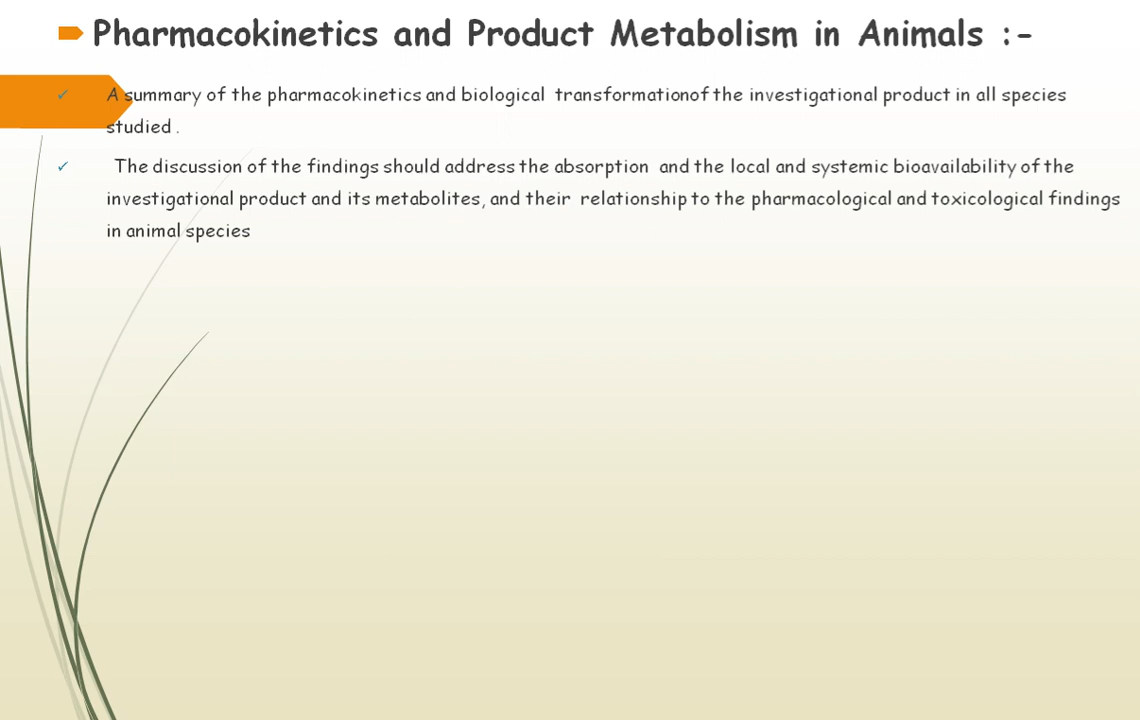 Pharmacokinetics and Product Metabolism in Animals :-
✓ A summary of the pharmacokinetics and biological transformationof the investigational product in all species
studied .
✓ The discussion of the findings should address the absorption and the local and systemic bioavailability of the
investigational product and its metabolites, and their relationship to the pharmacological and toxicological findings
in animal species